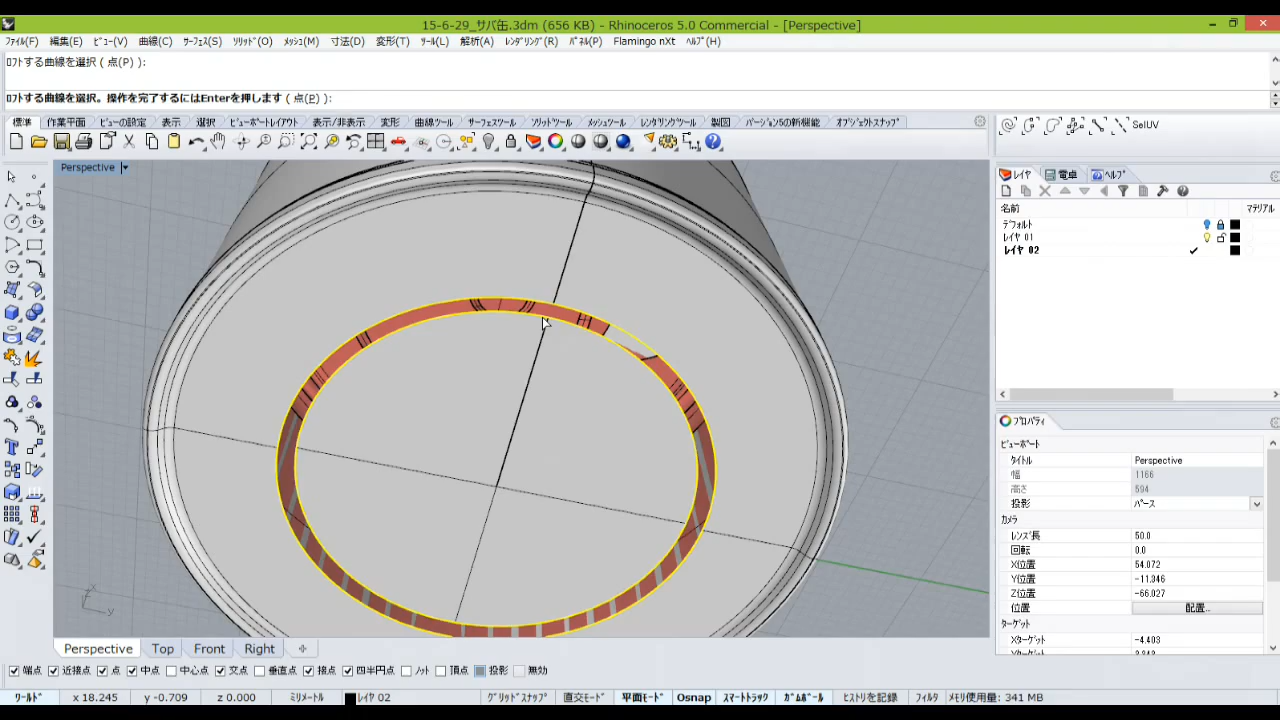 15-6-29_サバ缶.3dm (656 KB) - Rhinoceros 5.0 Commercial - [Perspective]
ファイル(F) 編集(E) ビュー(V) 曲線(C) サーフェス(S) ソリッド(O) メッシュ(M) 寸法(D) 変形(T) ツール(L) 解析(A) レンダリング(R) パネル(P) Flamingo nXt ヘルプ(H)
ロフトする曲線を選択 ( 点(P) ):
ロフトする曲線を選択。操作を完了するにはEnterを押します ( 点(P) ):
標準 作業平面 ビューの設定 表示 選択 ビューポートレイアウト 表示/非表示 変形 曲線ツール サーフェスツール ソリッドツール メッシュツール レンダリングツール 製図 バージョン5の新機能 オブジェクトスナップ
SelUV
Perspective
レイヤ 電卓 ヘルプ
名前 マテリアル
デフォルト
レイヤ 01
レイヤ 02
プロパティ
ビューポート
タイトル Perspective
幅 1166
高さ 594
投影 パース
カメラ
レンズ長 50.0
回転 0.0
X位置 54.072
Y位置 -11.346
Z位置 -66.027
位置 配置...
ターゲット
Xターゲット -4.403
x y
Perspective Top Front Right
端点 近接点 点 中点 中心点 交点 垂直点 接点 四半円点 ノット 頂点 投影 無効
ワールド x 18.245 y -0.709 z 0.000 ミリメートル レイヤ 02 グリッドスナップ 直交モード 平面モード Osnap スマートトラック ガムボール ヒストリを記録 フィルタ メモリ使用量: 341 MB